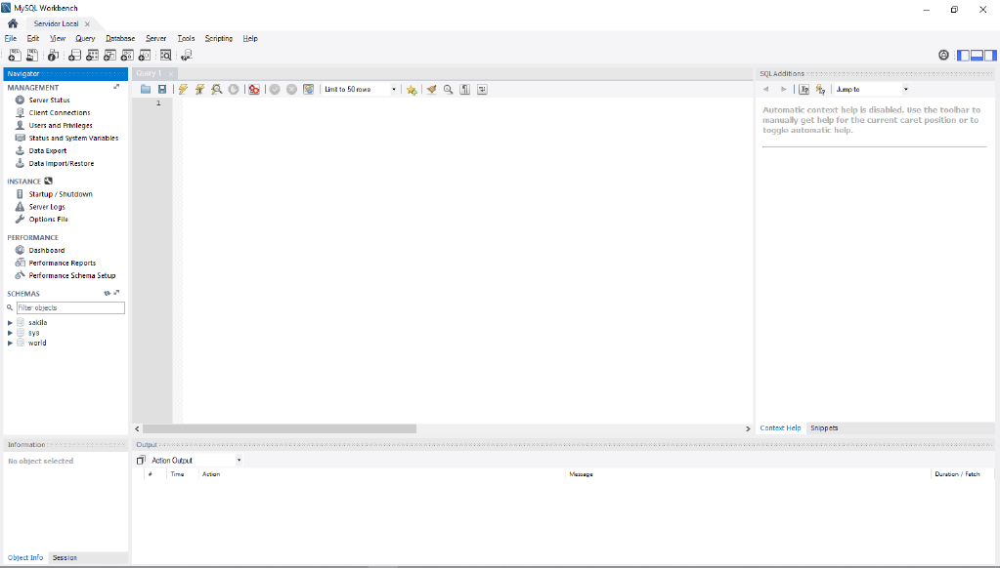 MySQL Workbench
Servidor Local
File Edit View Query Database Server Tools Scripting Help
Navigator
MANAGEMENT
Server Status
Client Connections
Users and Privileges
Status and System Variables
Data Export
Data Import/Restore
INSTANCE
Startup / Shutdown
Server Logs
Options File
PERFORMANCE
Dashboard
Performance Reports
Performance Schema Setup
SCHEMAS
Filter objects
sakila
sys
world
Information
No object selected
Object Info Session
Query 1
Limit to 50 rows
1
SQLAdditions
Jump to
Automatic context help is disabled. Use the toolbar to
manually get help for the current caret position or to
toggle automatic help.
Context Help Snippets
Output
Action Output
# Time Action Message Duration / Fetch